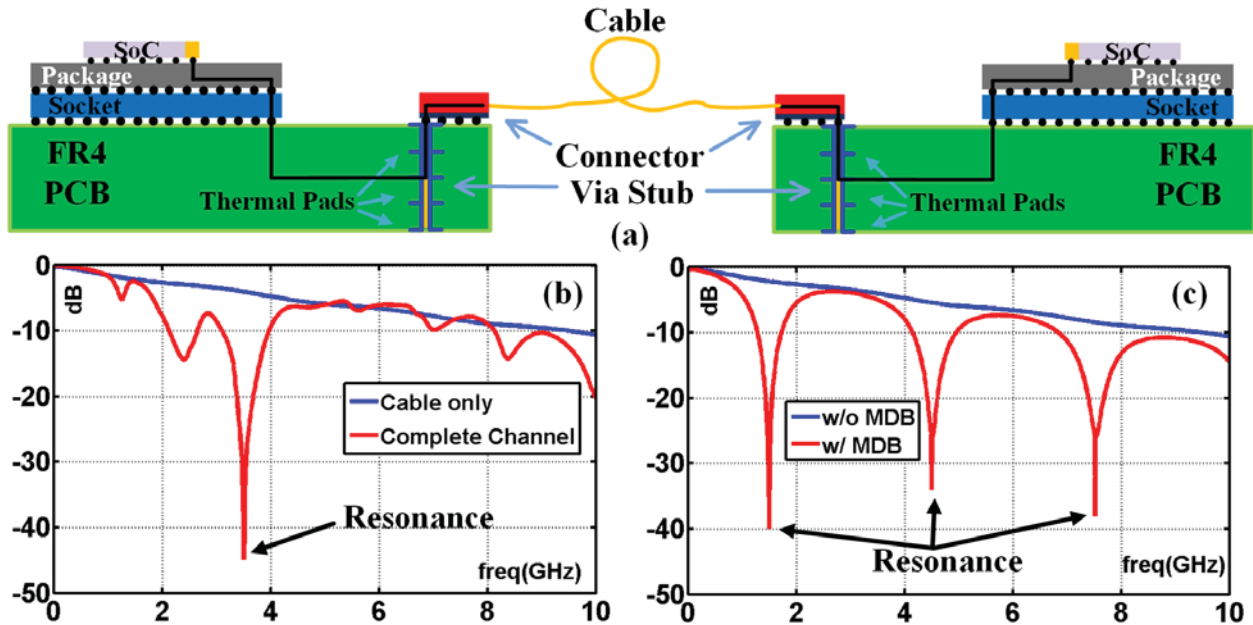 Cable
SoC
SoC
Package
Package
Socket
Socket
FR4
PCB
Thermal Pads
Connector
Via Stub
Thermal Pads
FR4
PCB
(a)
0
-10
-20
-30
-40
-50
dB
(b)
Cable only
Complete Channel
Resonance
freq(GHz)
0 2 4 6 8 10
0
-10
-20
-30
-40
-50
dB
(c)
w/o MDB
w/ MDB
Resonance
freq(GHz)
0 2 4 6 8 10